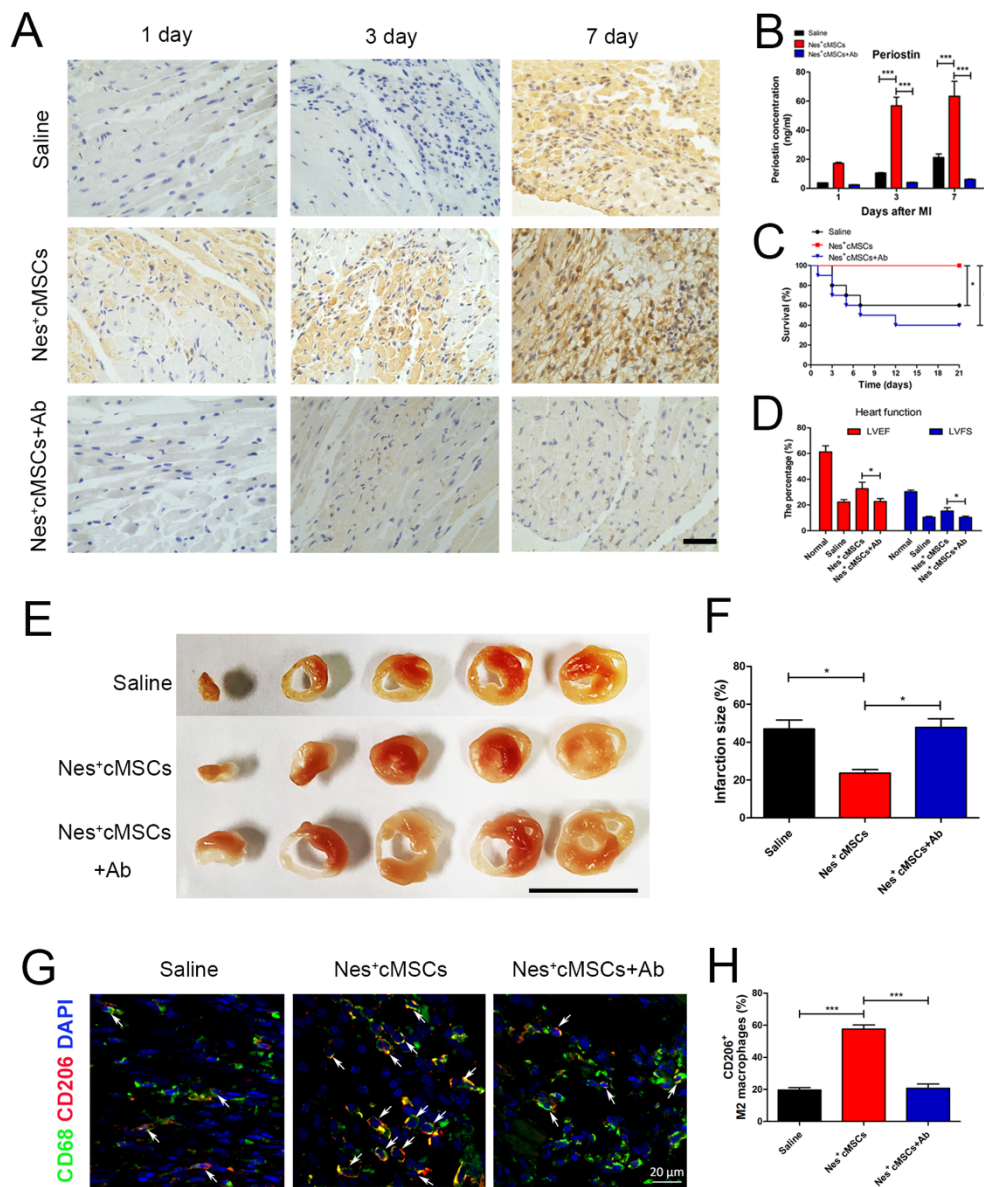 A
1 day
3 day
7 day
Saline
Nes⁺cMSCs
Nes⁺cMSCs+Ab
B
Saline
Nes⁺cMSCs
Nes⁺cMSCs+Ab
Periostin
***
***
***
***
Periostin concentration
(ng/ml)
80
60
40
20
0
1
3
7
Days after MI
C
Saline
Nes⁺cMSCs
Nes⁺cMSCs+Ab
Survival (%)
100
80
60
40
20
0
0
3
6
9
12
15
18
21
*
Time (days)
D
Heart function
LVEF
LVFS
The percentage (%)
80
60
40
20
0
*
*
Normal
Saline
Nes⁺cMSCs
Nes⁺cMSCs+Ab
Normal
Saline
Nes⁺cMSCs
Nes⁺cMSCs+Ab
E
Saline
Nes⁺cMSCs
Nes⁺cMSCs
+Ab
F
Infarction size (%)
80
60
40
20
0
*
*
Saline
Nes⁺cMSCs
Nes⁺cMSCs+Ab
G
Saline
Nes⁺cMSCs
Nes⁺cMSCs+Ab
CD68 CD206 DAPI
20 µm
H
CD206⁺
M2 macrophages (%)
80
60
40
20
0
***
***
Saline
Nes⁺cMSCs
Nes⁺cMSCs+Ab